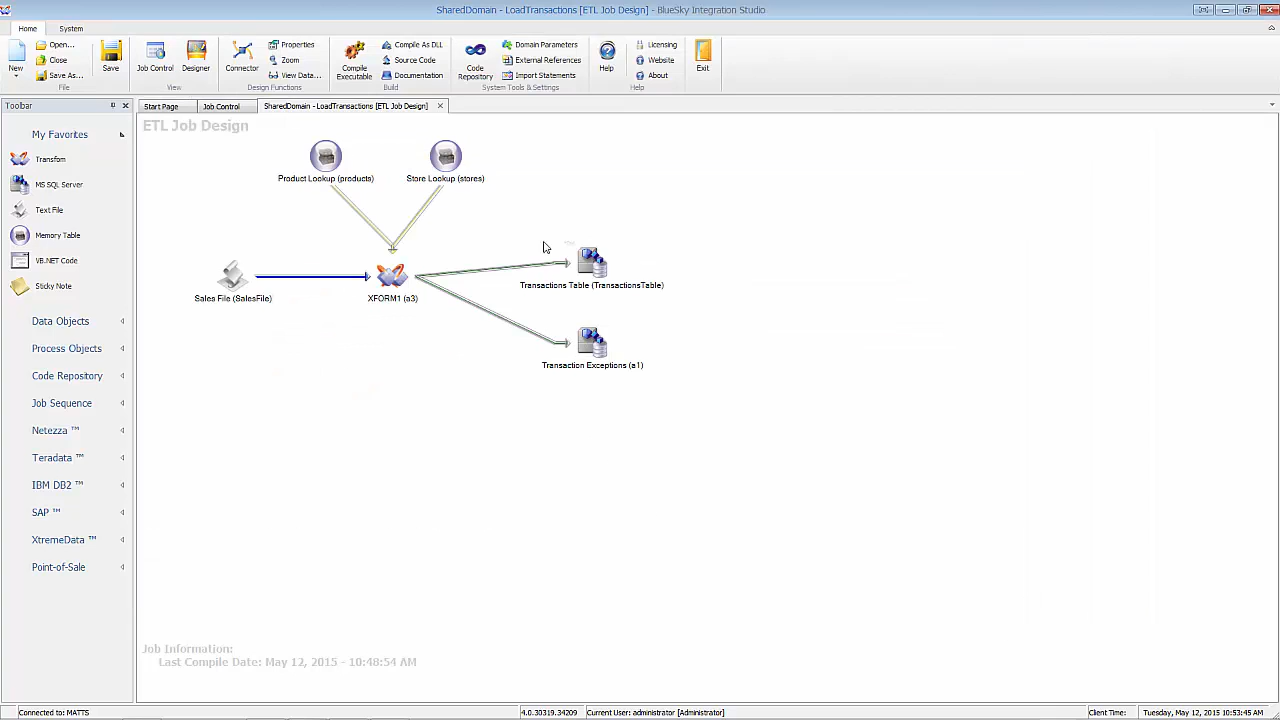 SharedDomain - LoadTransactions [ETL Job Design] - BlueSky Integration Studio
Home System
New
Open...
Close
Save As...
Save
File
Job Control
Designer
View
Connector
Properties
Zoom
View Data...
Design Functions
Compile Executable
Compile As DLL
Source Code
Documentation
Build
Code Repository
Domain Parameters
External References
Import Statements
System Tools & Settings
Help
Licensing
Website
About
Help
Exit
Toolbar
Start Page Job Control SharedDomain - LoadTransactions [ETL Job Design]
My Favorites
Transfom
MS SQL Server
Text File
Memory Table
VB.NET Code
Sticky Note
Data Objects
Process Objects
Code Repository
Job Sequence
Netezza ™
Teradata ™
IBM DB2 ™
SAP ™
XtremeData ™
Point-of-Sale
ETL Job Design
Product Lookup (products)
Store Lookup (stores)
Sales File (SalesFile)
XFORM1 (a3)
Transactions Table (TransactionsTable)
Transaction Exceptions (a1)
Job Information:
Last Compile Date: May 12, 2015 - 10:48:54 AM
Connected to: MATTS
4.0.30319.34209
Current User: administrator [Administrator]
Client Time:
Tuesday, May 12, 2015 10:53:45 AM